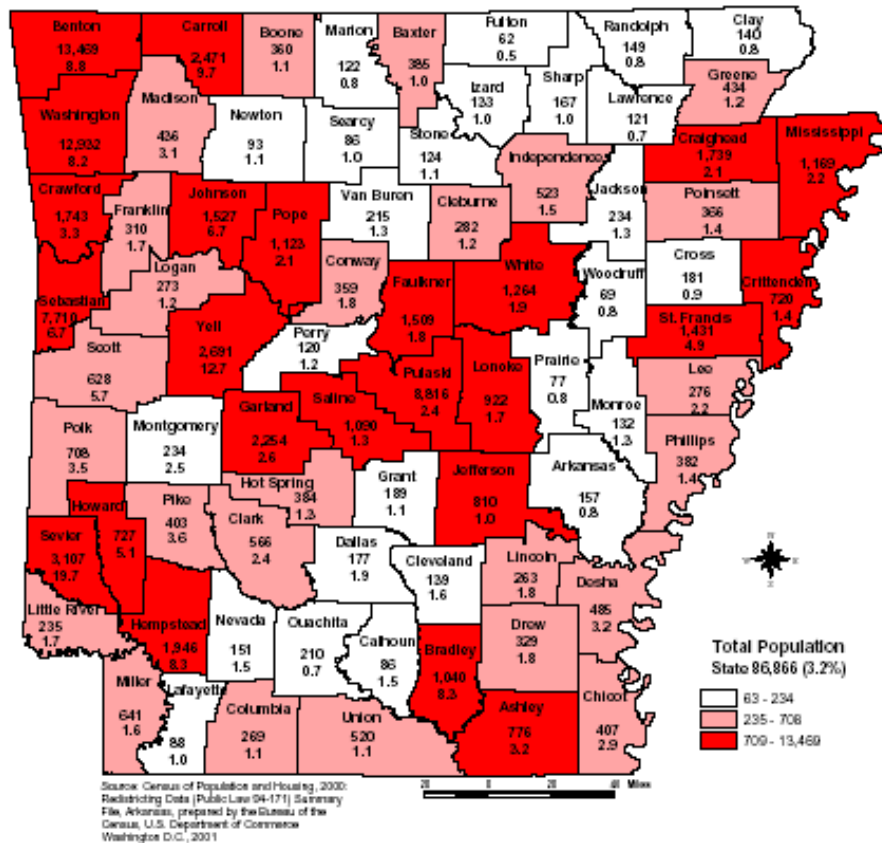 Benton
13,469
8.8
Carroll
2,471
9.7
Boone
360
1.1
Marion
122
0.8
Baxter
385
1.0
Fulton
62
0.5
Randolph
149
0.8
Clay
140
0.8
Washington
12,932
8.2
Madison
436
3.1
Newton
93
1.1
Searcy
86
1.0
Stone
124
1.1
Izard
133
1.0
Sharp
167
1.0
Lawrence
121
0.7
Greene
434
1.2
Independence
523
1.5
Craighead
1,739
2.1
Mississippi
1,169
2.2
Crawford
1,743
3.3
Franklin
310
1.7
Johnson
1,527
6.7
Pope
1,123
2.1
Van Buren
215
1.3
Cleburne
282
1.2
Jackson
234
1.3
Poinsett
366
1.4
Sebastian
7,710
6.7
Logan
273
1.2
Conway
359
1.8
Faulkner
1,509
1.8
White
1,264
1.9
Woodruff
69
0.8
Cross
181
0.9
Crittenden
720
1.4
St. Francis
1,431
4.9
Scott
628
5.7
Yell
2,691
12.7
Perry
120
1.2
Pulaski
8,816
2.4
Lonoke
922
1.7
Prairie
77
0.8
Monroe
132
1.3
Lee
276
2.2
Phillips
382
1.4
Polk
708
3.5
Montgomery
234
2.5
Garland
2,254
2.6
Saline
1,090
1.3
Hot Spring
384
1.3
Grant
189
1.1
Jefferson
810
1.0
Arkansas
157
0.8
Sevier
3,107
19.7
Howard
727
5.1
Pike
403
3.6
Clark
566
2.4
Dallas
177
1.9
Cleveland
139
1.6
Lincoln
263
1.8
Desha
485
3.2
Little River
235
1.7
Hempstead
1,946
8.3
Nevada
151
1.5
Ouachita
210
0.7
Calhoun
86
1.5
Bradley
1,040
8.3
Drew
329
1.8
Miller
641
1.6
Lafayette
88
1.0
Columbia
269
1.1
Union
520
1.1
Ashley
776
3.2
Chicot
407
2.9
N
W E
S
Total Population
State 86,866 (3.2%)
63 - 234
235 - 708
709 - 13,469
20 0 20 40 Miles
Source: Census of Population and Housing, 2000:
Redistricting Data (Public Law 94-171) Summary
File, Arkansas, prepared by the Bureau of the
Census, U.S. Department of Commerce
Washington D.C., 2001